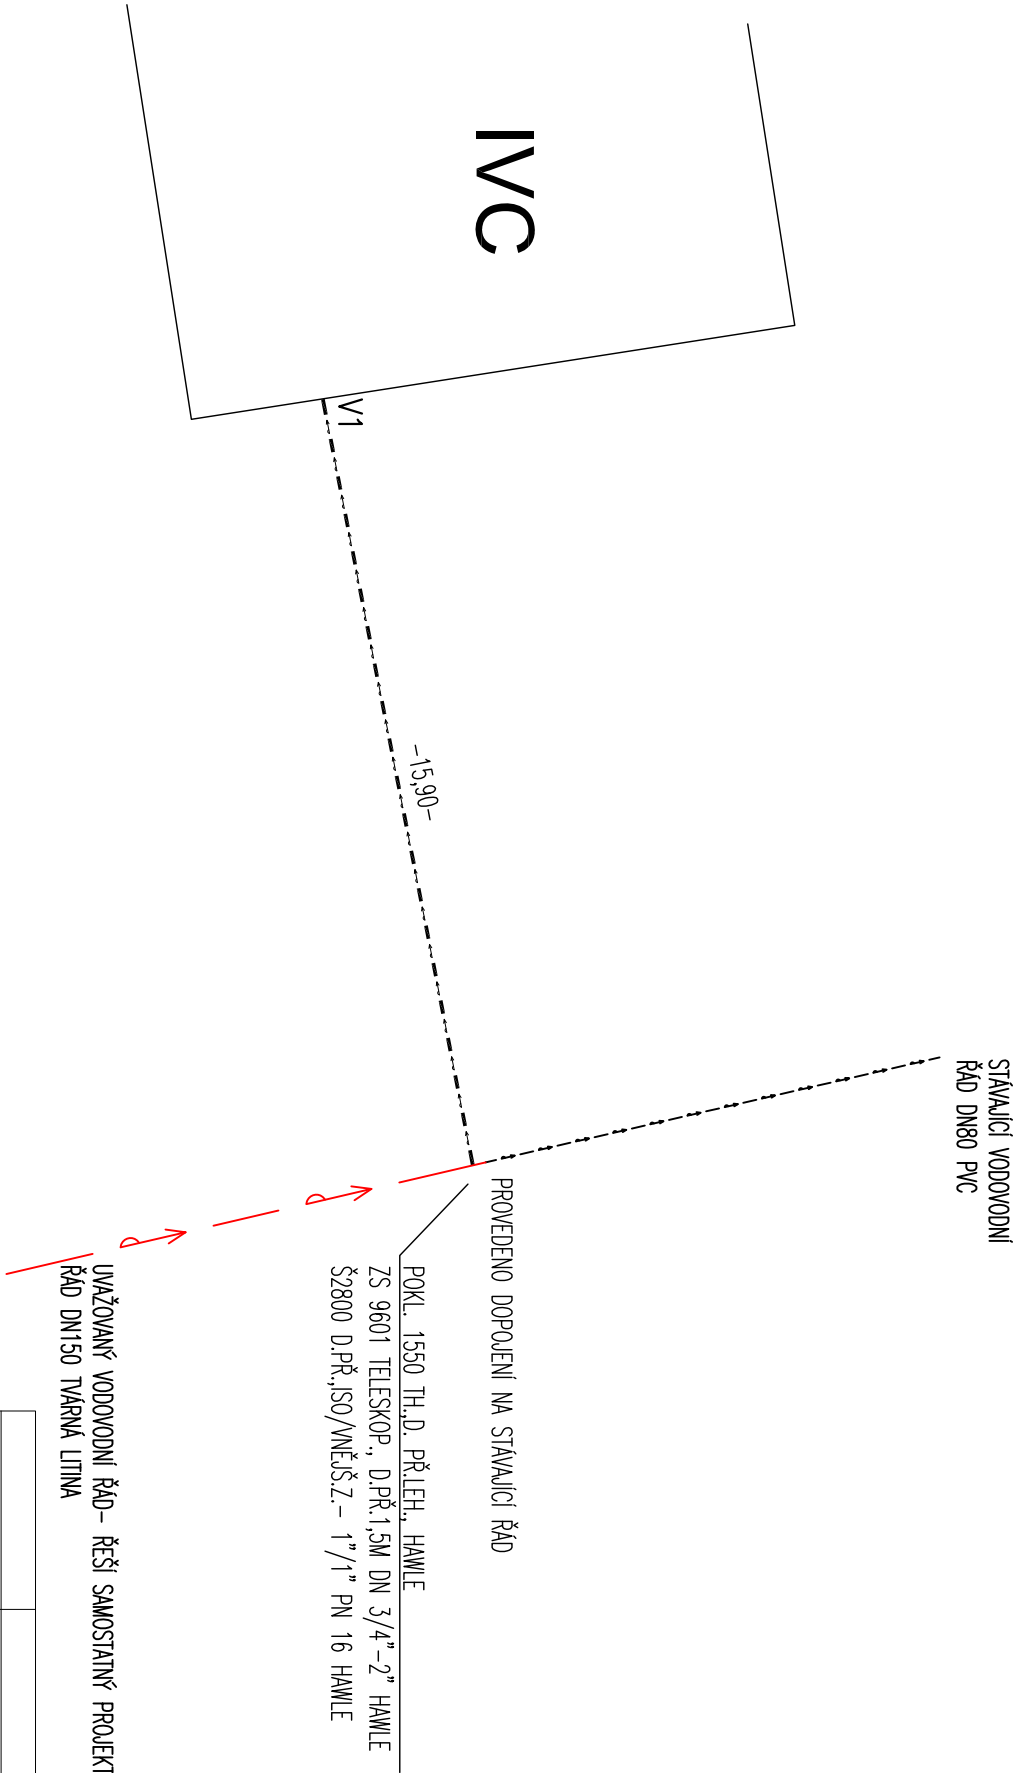 IVC
V1
-15,90-
STÁVAJÍCÍ VODOVODNÍ
ŘÁD DN80 PVC
PROVEDENO DOPOJENÍ NA STÁVAJÍCÍ ŘÁD
POKL. 1550 TH.,D. PŘ.LEH., HAWLE
ZS 9601 TELESKOP., D.PŘ.1,5M DN 3/4"-2" HAWLE
Š2800 D.PŘ.,ISO/VNĚJŠ.Z.- 1"/1" PN 16 HAWLE
UVAŽOVANÝ VODOVODNÍ ŘÁD- ŘEŠÍ SAMOSTATNÝ PROJEKT
ŘÁD DN150 TVÁRNÁ LITINA